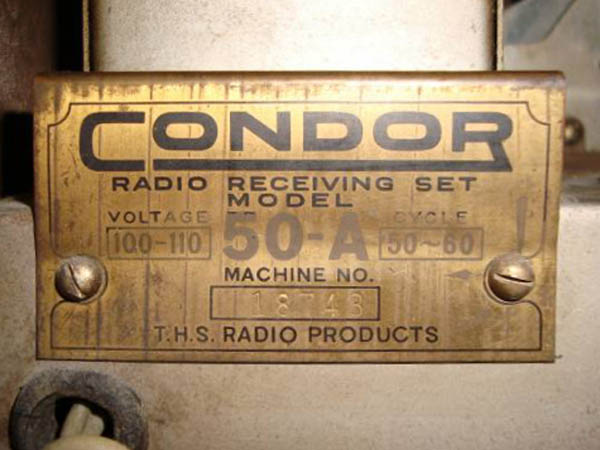 CONDOR
RADIO RECEIVING SET
MODEL
VOLTAGE CYCLE
100-110 50-A 50~60
MACHINE NO.
18743
T.H.S. RADIO PRODUCTS